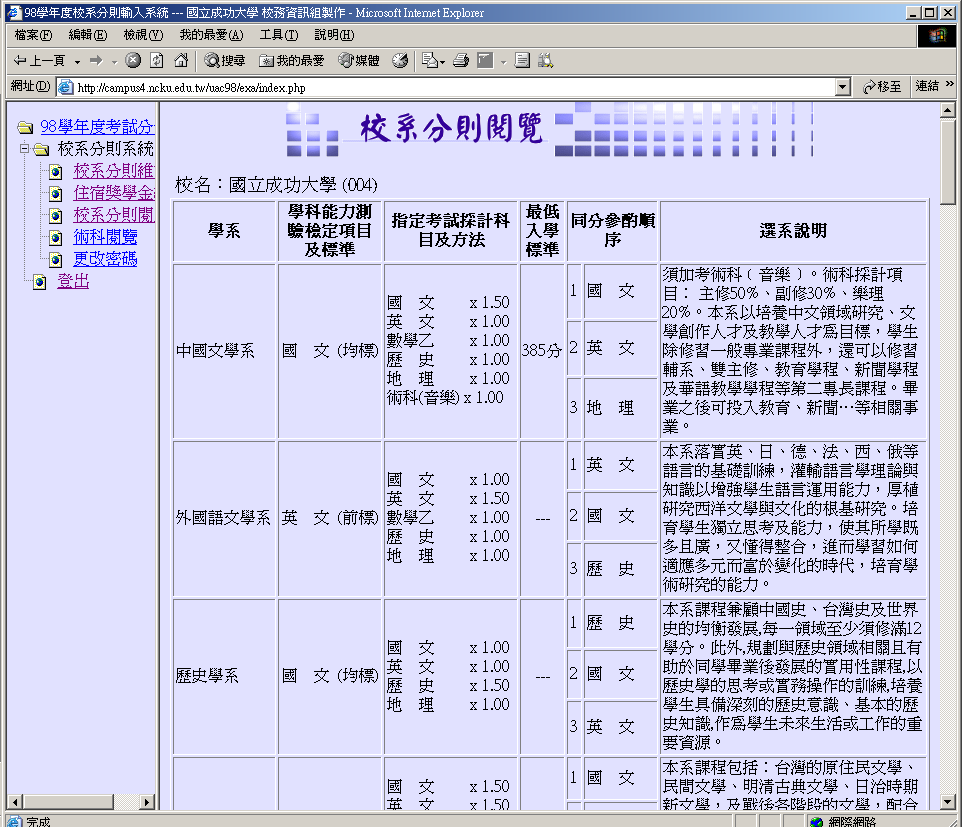 98學年度校系分則輸入系統 --- 國立成功大學 校務資訊組製作 - Microsoft Internet Explorer
檔案(F) 編輯(E) 檢視(V) 我的最愛(A) 工具(T) 說明(H)
上一頁 搜尋 我的最愛 媒體
網址(D) http://campus4.ncku.edu.tw/uac98/exa/index.php 移至 連結 »
98學年度考試分
校系分則系統
校系分則維
住宿獎學金
校系分則閱
術科閱覽
更改密碼
登出
校系分則閱覽
校名：國立成功大學 (004)
學系
學科能力測
驗檢定項目
及標準
指定考試採計科
目及方法
最低
入學
標準
同分參酌順
序
選系說明
中國文學系
國 文 (均標)
國 文 x 1.50
英 文 x 1.00
數學乙 x 1.00
歷 史 x 1.00
地 理 x 1.00
術科(音樂) x 1.00
385分
1 國 文
2 英 文
3 地 理
須加考術科（音樂）。術科採計項
目： 主修50%、副修30%、樂理
20%。本系以培養中文領域研究、文
學創作人才及教學人才為目標，學生
除修習一般專業課程外，還可以修習
輔系、雙主修、教育學程、新聞學程
及華語教學學程等第二專長課程。畢
業之後可投入教育、新聞…等相關事
業。
外國語文學系
英 文 (前標)
國 文 x 1.00
英 文 x 1.50
數學乙 x 1.00
歷 史 x 1.00
地 理 x 1.00
---
1 英 文
2 國 文
3 歷 史
本系落實英、日、德、法、西、俄等
語言的基礎訓練，灌輸語言學理論與
知識以增強學生語言運用能力，厚植
研究西洋文學與文化的根基研究。培
育學生獨立思考及能力，使其所學既
多且廣，又懂得整合，進而學習如何
適應多元而富於變化的時代，培育學
術研究的能力。
歷史學系
國 文 (均標)
國 文 x 1.00
英 文 x 1.00
歷 史 x 1.50
地 理 x 1.00
---
1 歷 史
2 國 文
3 英 文
本系課程兼顧中國史、台灣史及世界
史的均衡發展,每一領域至少須修滿12
學分。此外,規劃與歷史領域相關且有
助於同學畢業後發展的實用性課程,以
歷史學的思考或實務操作的訓練,培養
學生具備深刻的歷史意識、基本的歷
史知識,作為學生未來生活或工作的重
要資源。
國 文 x 1.50
英 文 x 1.50
1 國 文
本系課程包括：台灣的原住民文學、
民間文學、明清古典文學、日治時期
新文學，及戰後各階段的文學，配合
完成
網際網路